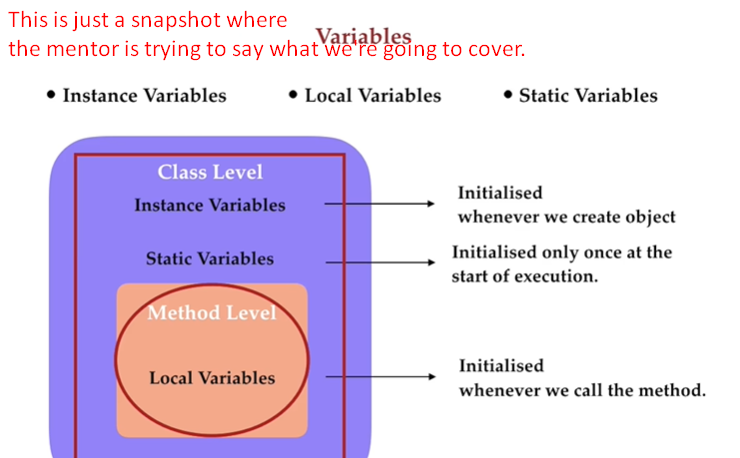 This is just a snapshot where
Variables
the mentor is trying to say what we're going to cover.
• Instance Variables
• Local Variables
• Static Variables
Class Level
Instance Variables
Initialised
whenever we create object
Static Variables
Initialised only once at the
start of execution.
Method Level
Local Variables
Initialised
whenever we call the method.